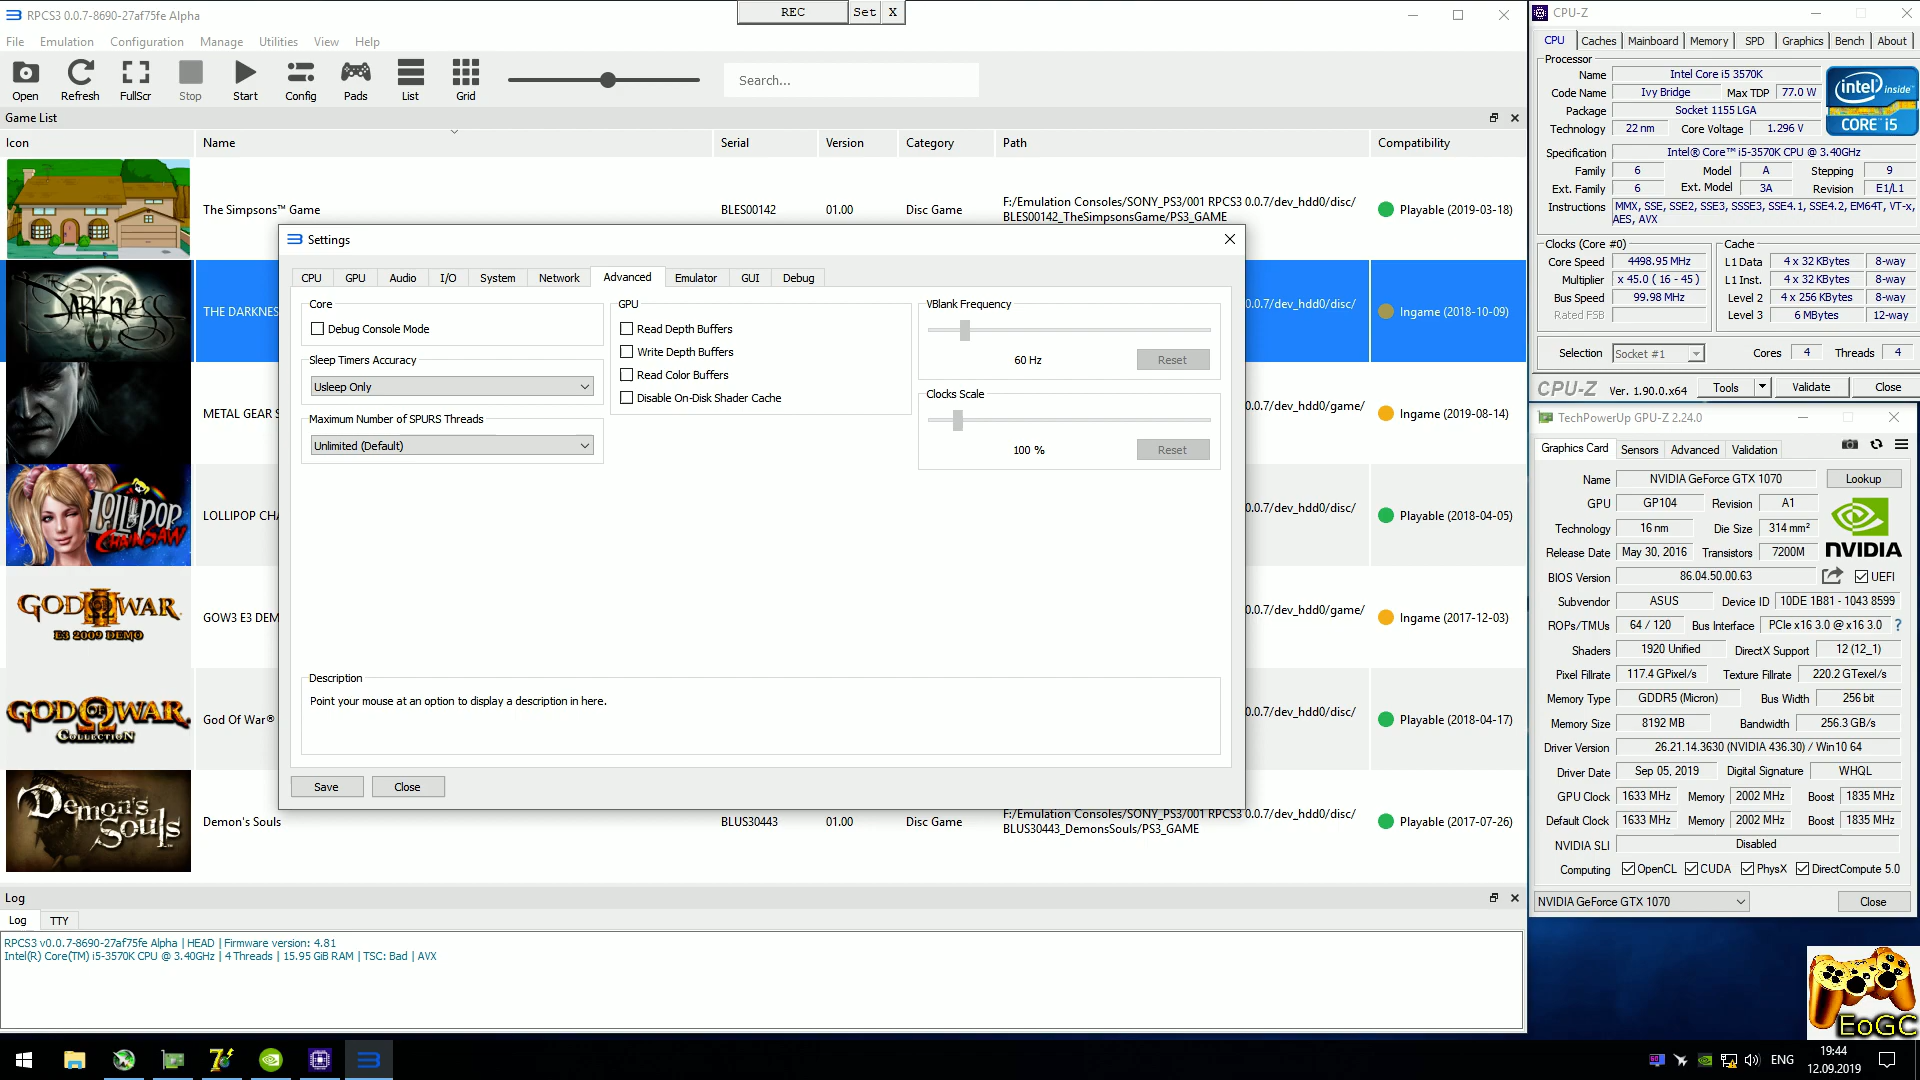 RPCS3 0.0.7-8690-27af75fe Alpha
REC Set X
File Emulation Configuration Manage Utilities View Help
Open Refresh FullScr Stop Start Config Pads List Grid
Search...
Game List
Icon Name Serial Version Category Path Compatibility
The Simpsons™ Game BLES00142 01.00 Disc Game F:/Emulation Consoles/SONY_PS3/001 RPCS3 0.0.7/dev_hdd0/disc/
BLES00142_TheSimpsonsGame/PS3_GAME
Playable (2019-03-18)
Darkness
THE DARKNES
0.0.7/dev_hdd0/disc/
Ingame (2018-10-09)
METAL GEAR S
0.0.7/dev_hdd0/game/
Ingame (2019-08-14)
LOLLIPOP
CHAINSAW
LOLLIPOP CHA
0.0.7/dev_hdd0/disc/
Playable (2018-04-05)
GOD OF WAR III
E3 2009 DEMO
GOW3 E3 DEM
0.0.7/dev_hdd0/game/
Ingame (2017-12-03)
GOD OF WAR
COLLECTION
God Of War®
0.0.7/dev_hdd0/disc/
Playable (2018-04-17)
Demon's
Souls
Demon's Souls BLUS30443 01.00 Disc Game F:/Emulation Consoles/SONY_PS3/001 RPCS3 0.0.7/dev_hdd0/disc/
BLUS30443_DemonsSouls/PS3_GAME
Playable (2017-07-26)
Settings
CPU GPU Audio I/O System Network Advanced Emulator GUI Debug
Core
Debug Console Mode
Sleep Timers Accuracy
Usleep Only
Maximum Number of SPURS Threads
Unlimited (Default)
GPU
Read Depth Buffers
Write Depth Buffers
Read Color Buffers
Disable On-Disk Shader Cache
VBlank Frequency
60 Hz Reset
Clocks Scale
100 % Reset
Description
Point your mouse at an option to display a description in here.
Save Close
Log
Log TTY
RPCS3 v0.0.7-8690-27af75fe Alpha | HEAD | Firmware version: 4.81
Intel(R) Core(TM) i5-3570K CPU @ 3.40GHz | 4 Threads | 15.95 GiB RAM | TSC: Bad | AVX
CPU-Z
CPU Caches Mainboard Memory SPD Graphics Bench About
Processor
Name Intel Core i5 3570K
Code Name Ivy Bridge Max TDP 77.0 W
Package Socket 1155 LGA
Technology 22 nm Core Voltage 1.296 V
intel inside™
CORE i5
Specification Intel® Core™ i5-3570K CPU @ 3.40GHz
Family 6 Model A Stepping 9
Ext. Family 6 Ext. Model 3A Revision E1/L1
Instructions MMX, SSE, SSE2, SSE3, SSSE3, SSE4.1, SSE4.2, EM64T, VT-x,
AES, AVX
Clocks (Core #0)
Core Speed 4498.95 MHz
Multiplier x 45.0 ( 16 - 45 )
Bus Speed 99.98 MHz
Rated FSB
Cache
L1 Data 4 x 32 KBytes 8-way
L1 Inst. 4 x 32 KBytes 8-way
Level 2 4 x 256 KBytes 8-way
Level 3 6 MBytes 12-way
Selection Socket #1 Cores 4 Threads 4
CPU-Z Ver. 1.90.0.x64 Tools Validate Close
TechPowerUp GPU-Z 2.24.0
Graphics Card Sensors Advanced Validation
Name NVIDIA GeForce GTX 1070 Lookup
GPU GP104 Revision A1
Technology 16 nm Die Size 314 mm²
Release Date May 30, 2016 Transistors 7200M
NVIDIA
BIOS Version 86.04.50.00.63 UEFI
Subvendor ASUS Device ID 10DE 1B81 - 1043 8599
ROPs/TMUs 64 / 120 Bus Interface PCIe x16 3.0 @ x16 3.0 ?
Shaders 1920 Unified DirectX Support 12 (12_1)
Pixel Fillrate 117.4 GPixel/s Texture Fillrate 220.2 GTexel/s
Memory Type GDDR5 (Micron) Bus Width 256 bit
Memory Size 8192 MB Bandwidth 256.3 GB/s
Driver Version 26.21.14.3630 (NVIDIA 436.30) / Win10 64
Driver Date Sep 05, 2019 Digital Signature WHQL
GPU Clock 1633 MHz Memory 2002 MHz Boost 1835 MHz
Default Clock 1633 MHz Memory 2002 MHz Boost 1835 MHz
NVIDIA SLI Disabled
Computing OpenCL CUDA PhysX DirectCompute 5.0
NVIDIA GeForce GTX 1070 Close
EoGC
ENG 19:44
12.09.2019